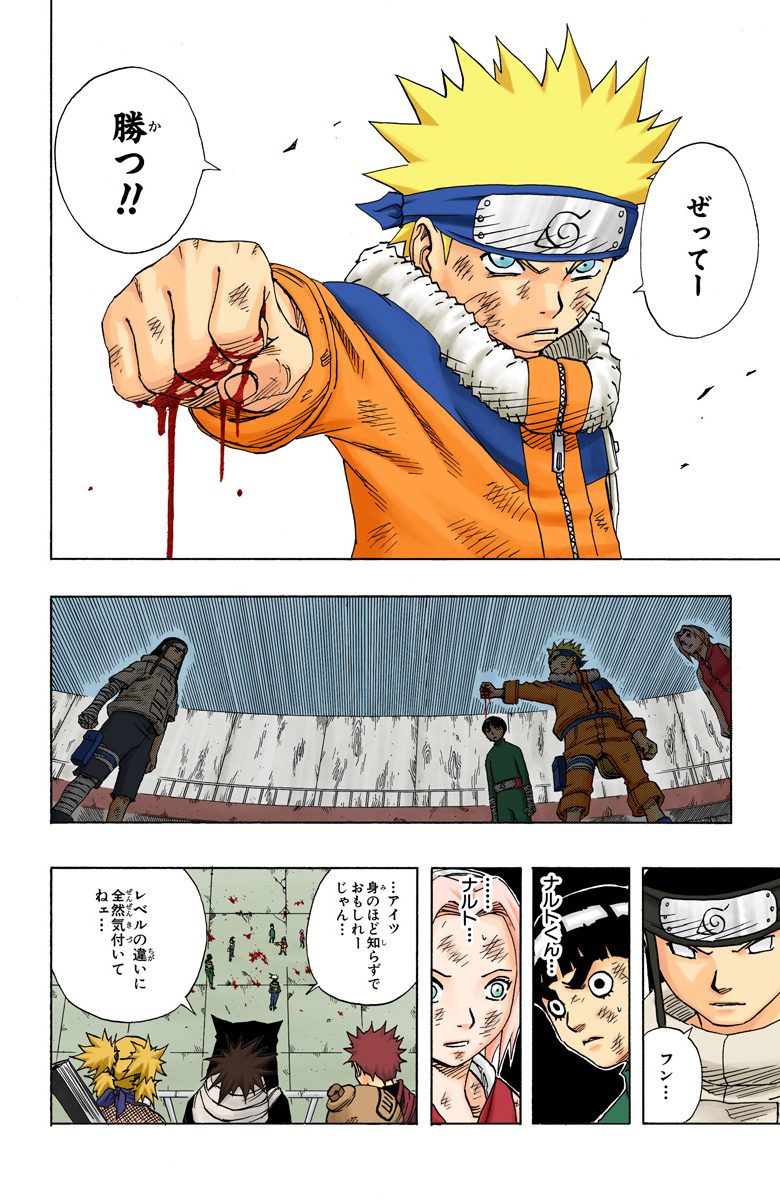 ぜってー
勝つ!!
フン…
ナルトくん…
……
ナルト…
…アイツ
身のほど知らずで
おもしれー
じゃん…
レベルの違いに
全然気付いて
ねェ…